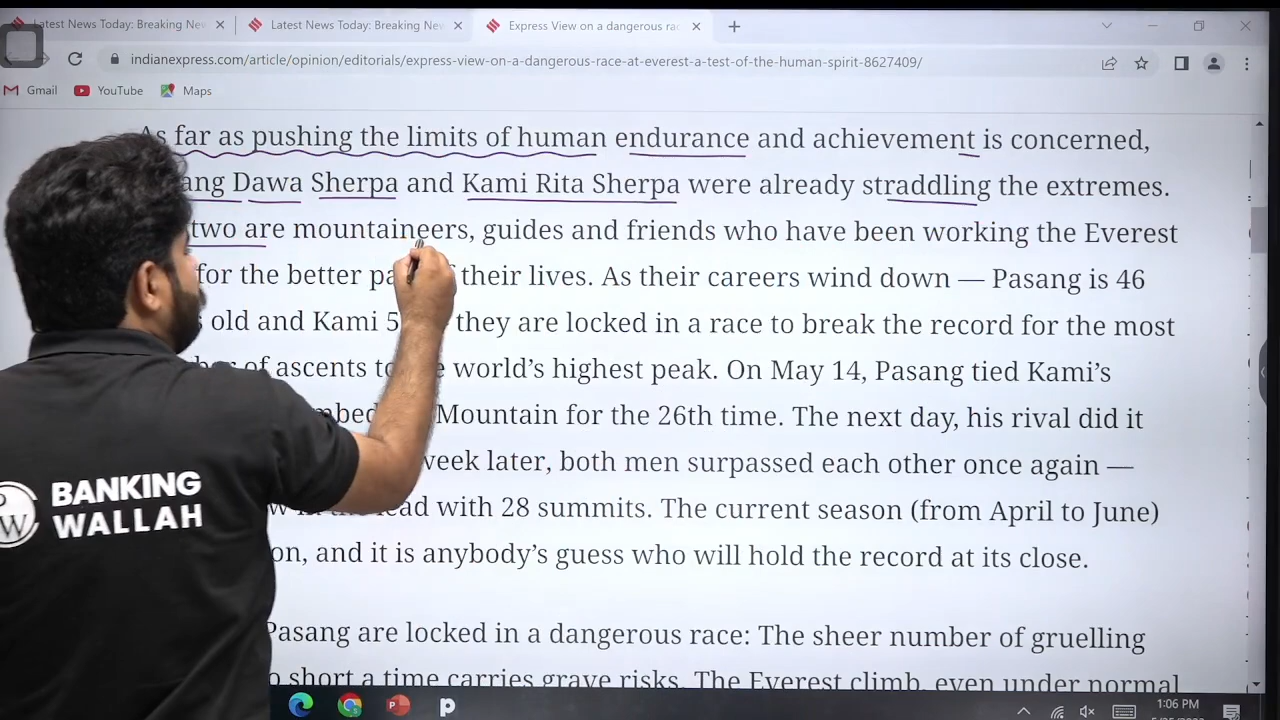 Latest News Today: Breaking Ne
Latest News Today: Breaking Ne
Express View on a dangerous ra
indianexpress.com/article/opinion/editorials/express-view-on-a-dangerous-race-at-everest-a-test-of-the-human-spirit-8627409/
Gmail
YouTube
Maps
As far as pushing the limits of human endurance and achievement is concerned,
ang Dawa Sherpa and Kami Rita Sherpa were already straddling the extremes.
two are mountaineers, guides and friends who have been working the Everest
for the better pa their lives. As their careers wind down — Pasang is 46
old and Kami 5 they are locked in a race to break the record for the most
of ascents to world's highest peak. On May 14, Pasang tied Kami's
mbed Mountain for the 26th time. The next day, his rival did it
week later, both men surpassed each other once again —
lead with 28 summits. The current season (from April to June)
on, and it is anybody's guess who will hold the record at its close.
Pasang are locked in a dangerous race: The sheer number of gruelling
o short a time carries grave risks. The Everest climb, even under normal
BANKING
WALLAH
1:06 PM